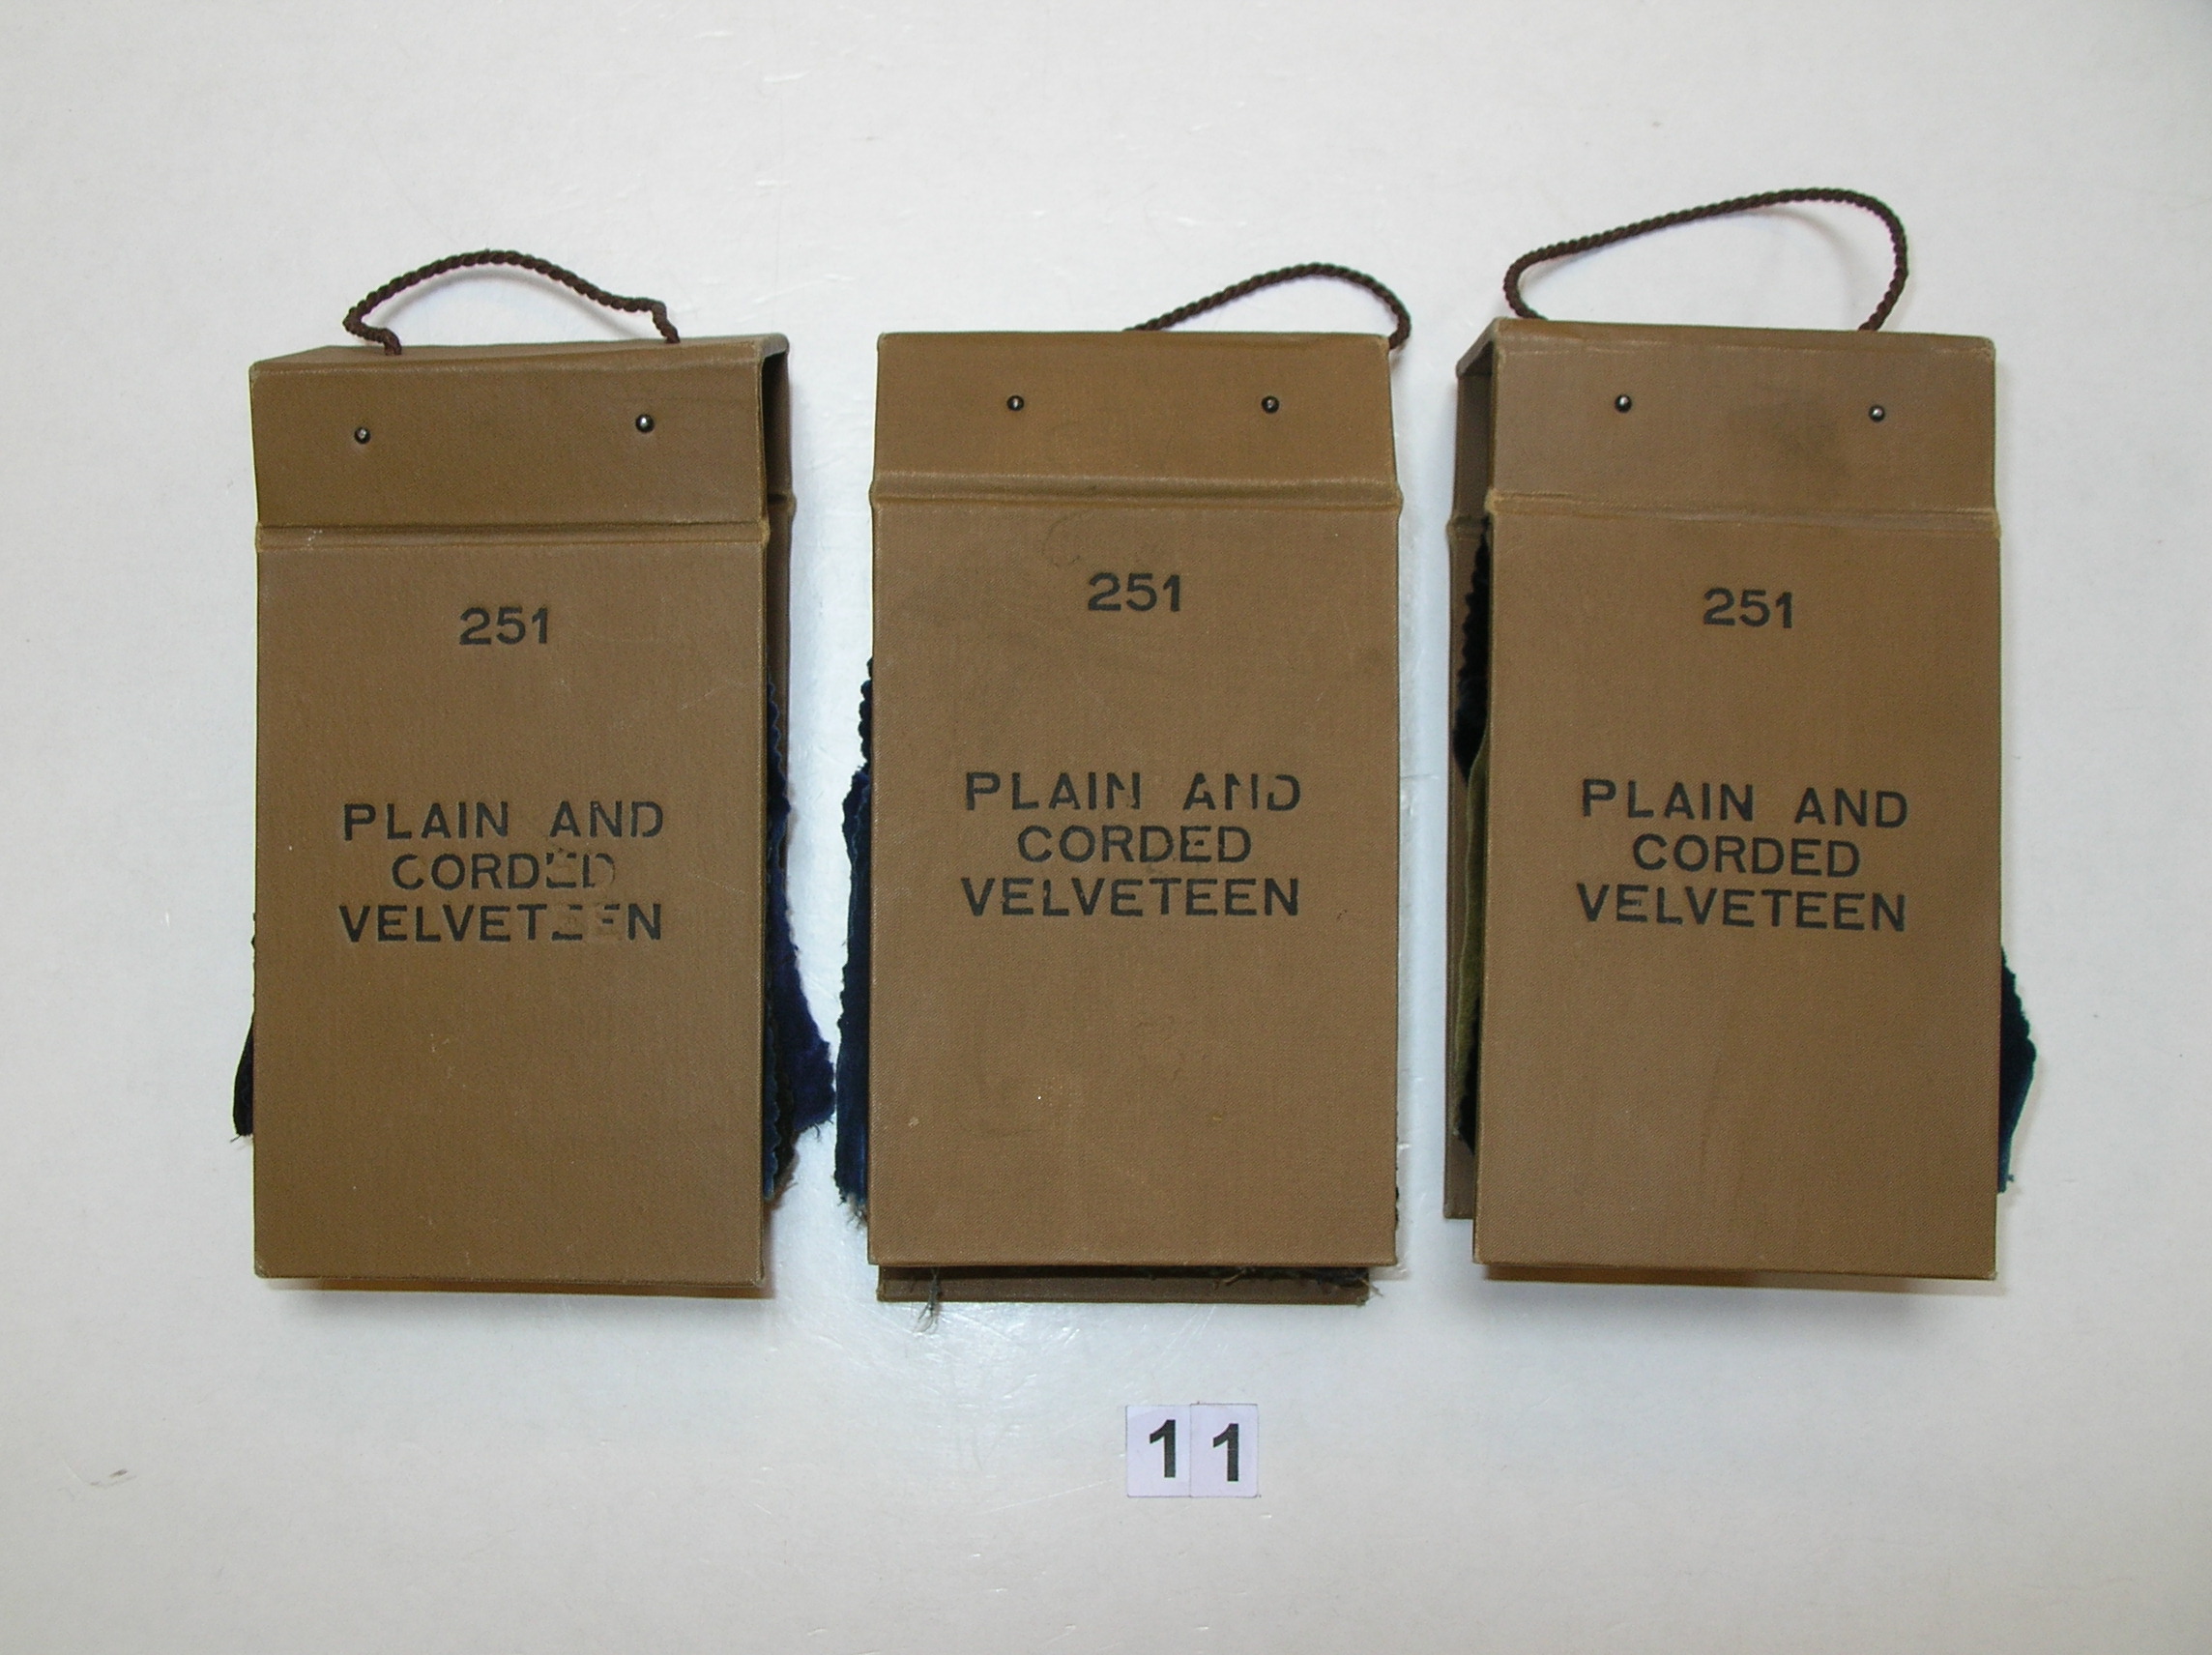 251
PLAIN AND
CORDED
VELVETEEN
251
PLAIN AND
CORDED
VELVETEEN
251
PLAIN AND
CORDED
VELVETEEN
11